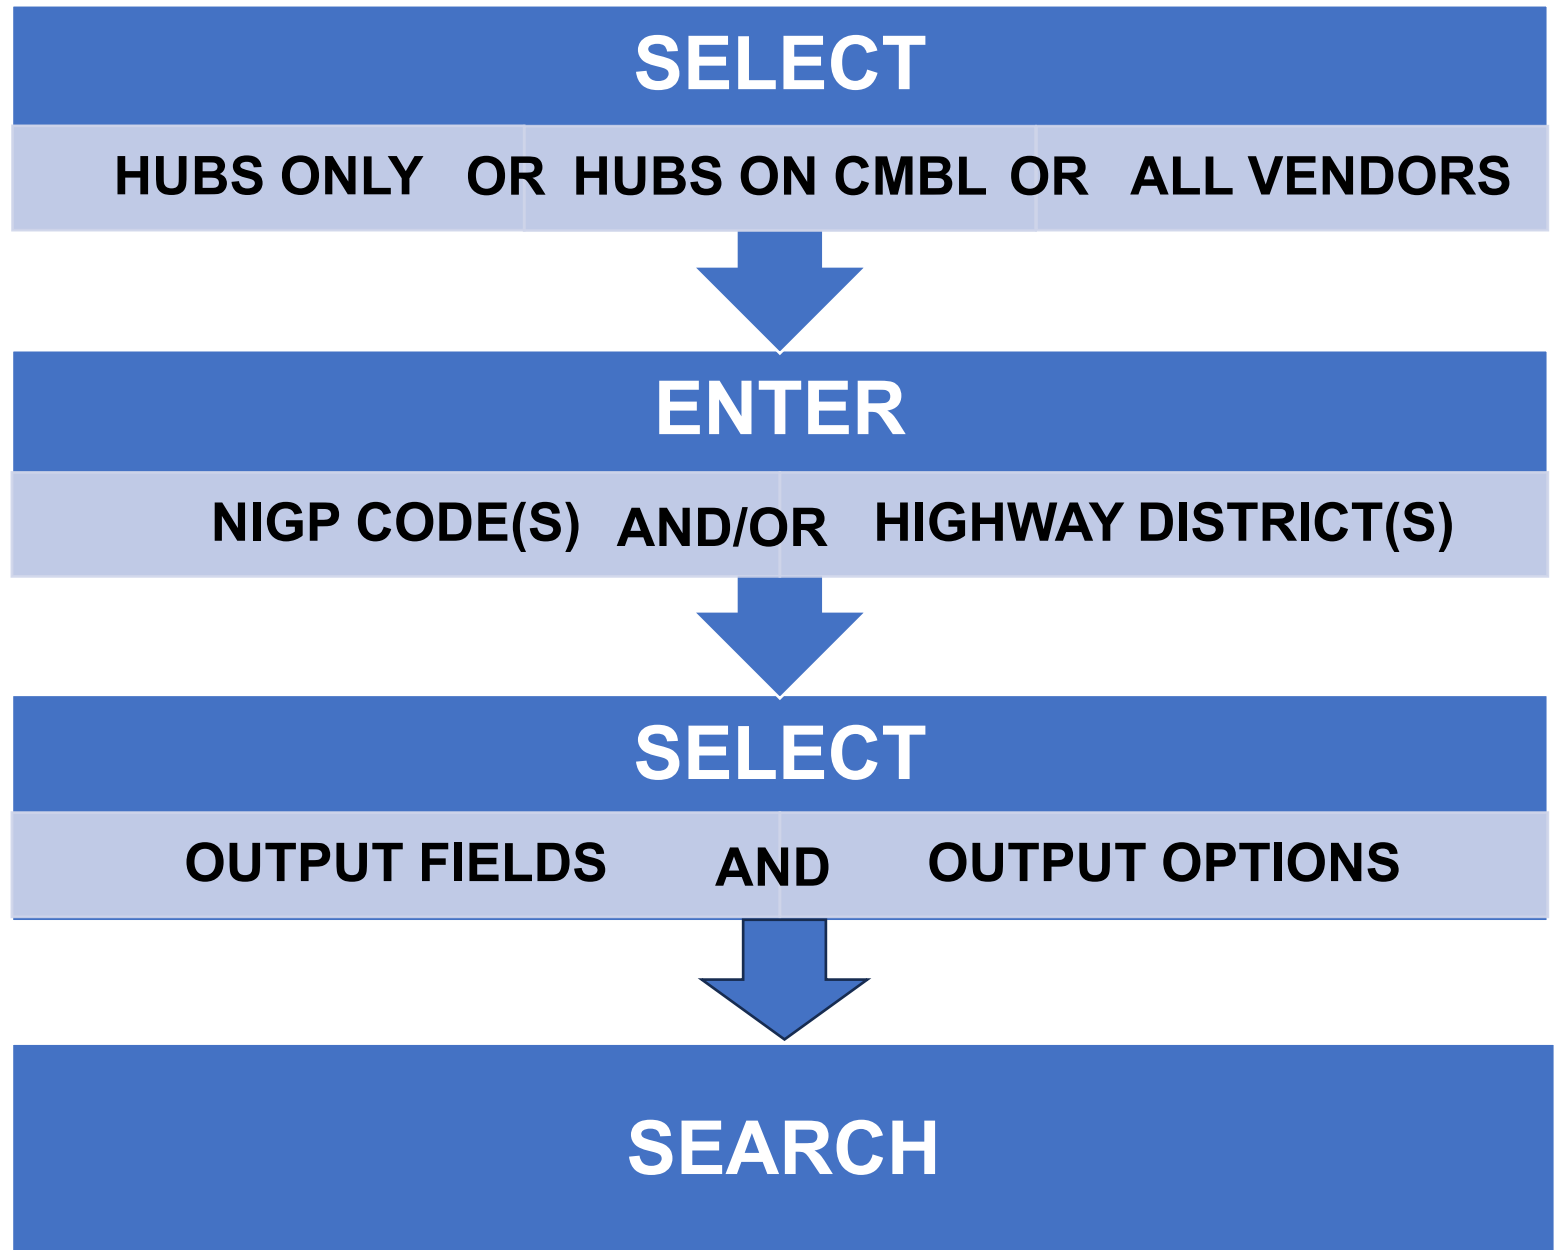 SELECT
HUBS ONLY OR HUBS ON CMBL OR ALL VENDORS
ENTER
NIGP CODE(S) AND/OR HIGHWAY DISTRICT(S)
SELECT
OUTPUT FIELDS AND OUTPUT OPTIONS
SEARCH